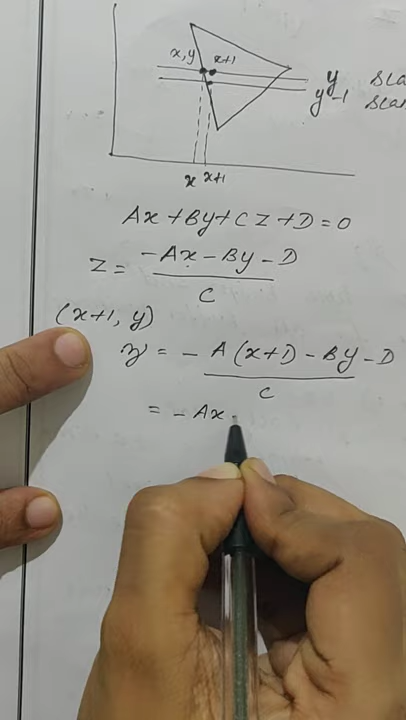 x, y x+1
y
y-1
x x+1
Ax + By + CZ + D = 0
Z = -Ax - By - D
C
(x+1, y)
z = - A (x+1) - By - D
C
= - Ax -